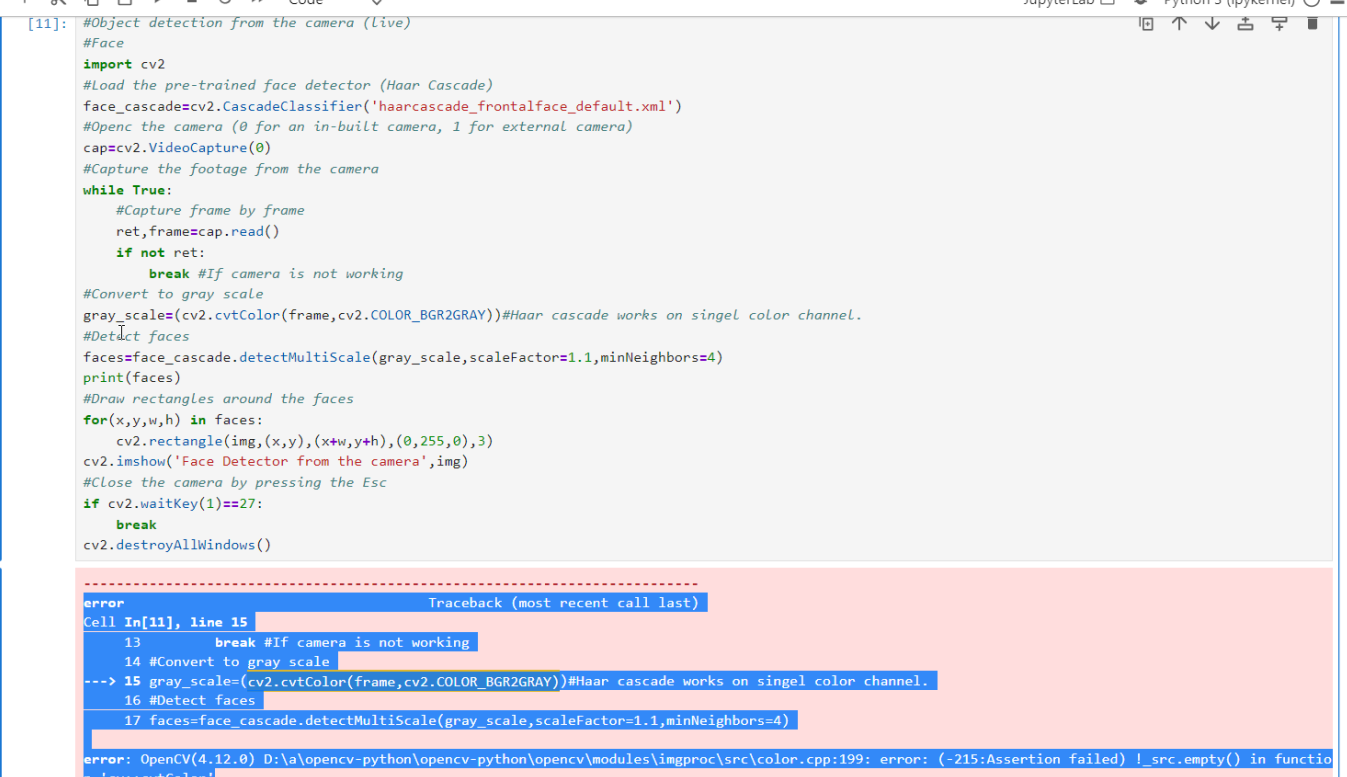 Code
JupyterLab
Python 3 (ipykernel)
[11]:
#Object detection from the camera (live)
#Face
import cv2
#Load the pre-trained face detector (Haar Cascade)
face_cascade=cv2.CascadeClassifier('haarcascade_frontalface_default.xml')
#Openc the camera (0 for an in-built camera, 1 for external camera)
cap=cv2.VideoCapture(0)
#Capture the footage from the camera
while True:
    #Capture frame by frame
    ret,frame=cap.read()
    if not ret:
        break #If camera is not working
#Convert to gray scale
gray_scale=(cv2.cvtColor(frame,cv2.COLOR_BGR2GRAY))#Haar cascade works on singel color channel.
#Detect faces
faces=face_cascade.detectMultiScale(gray_scale,scaleFactor=1.1,minNeighbors=4)
print(faces)
#Draw rectangles around the faces
for(x,y,w,h) in faces:
    cv2.rectangle(img,(x,y),(x+w,y+h),(0,255,0),3)
cv2.imshow('Face Detector from the camera',img)
#Close the camera by pressing the Esc
if cv2.waitKey(1)==27:
    break
cv2.destroyAllWindows()
---------------------------------------------------------------------------
error                                     Traceback (most recent call last)
Cell In[11], line 15
     13         break #If camera is not working
     14 #Convert to gray scale
---> 15 gray_scale=(cv2.cvtColor(frame,cv2.COLOR_BGR2GRAY))#Haar cascade works on singel color channel.
     16 #Detect faces
     17 faces=face_cascade.detectMultiScale(gray_scale,scaleFactor=1.1,minNeighbors=4)
error: OpenCV(4.12.0) D:\a\opencv-python\opencv-python\opencv\modules\imgproc\src\color.cpp:199: error: (-215:Assertion failed) !_src.empty() in functio
n 'cv::cvtColor'